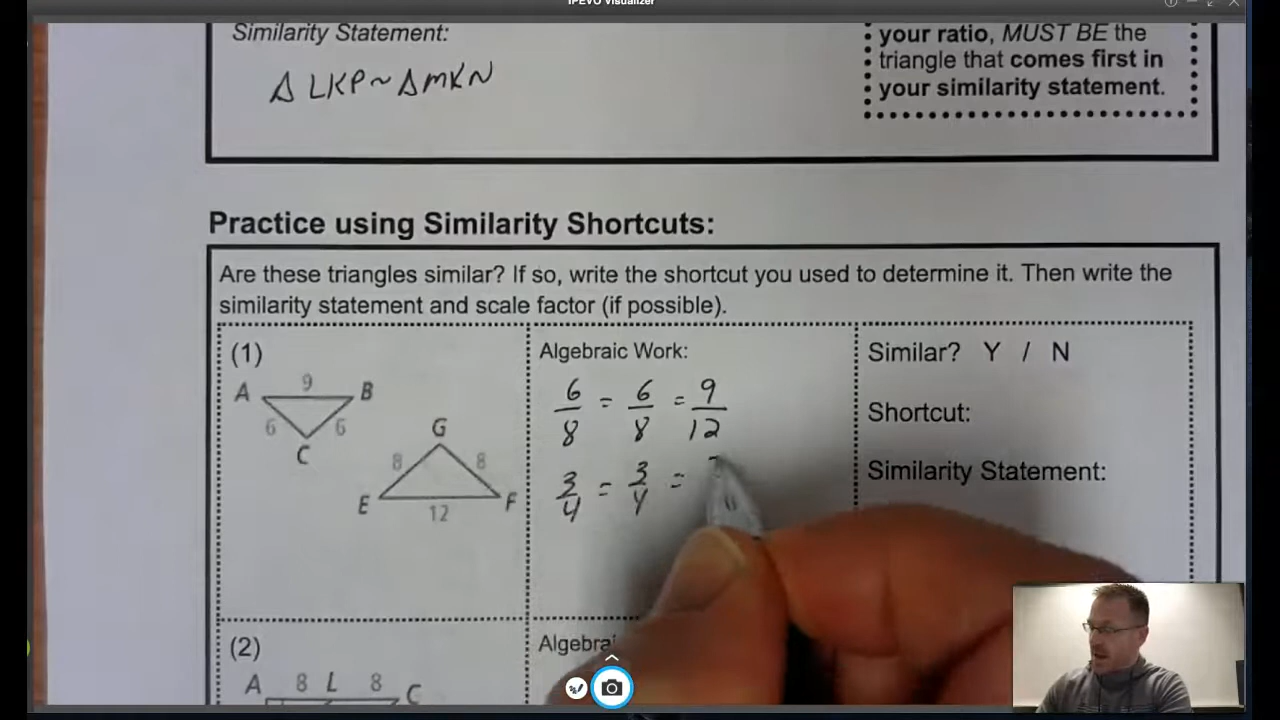 IPEVO Visualizer
Similarity Statement:
△ LKP ~ △ MKN
your ratio, MUST BE the
triangle that comes first in
your similarity statement.
Practice using Similarity Shortcuts:
Are these triangles similar? If so, write the shortcut you used to determine it. Then write the
similarity statement and scale factor (if possible).
(1)
A 9 B
6 6
C
G
8 8
E F
12
Algebraic Work:
6/8 = 6/8 = 9/12
3/4 = 3/4 =
Similar? Y / N
Shortcut:
Similarity Statement:
(2)
A 8 L 8 C